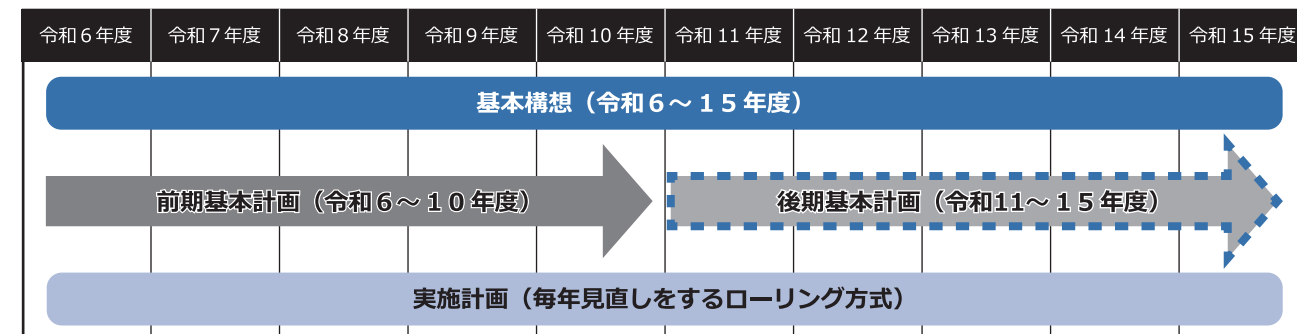 令和６年度 令和７年度 令和８年度 令和９年度 令和 10 年度 令和 11 年度 令和 12 年度 令和 13 年度 令和 14 年度 令和 15 年度
基本構想（令和６～１５年度）
前期基本計画（令和６～１０年度） 後期基本計画（令和11～１５年度）
実施計画（毎年見直しをするローリング方式）